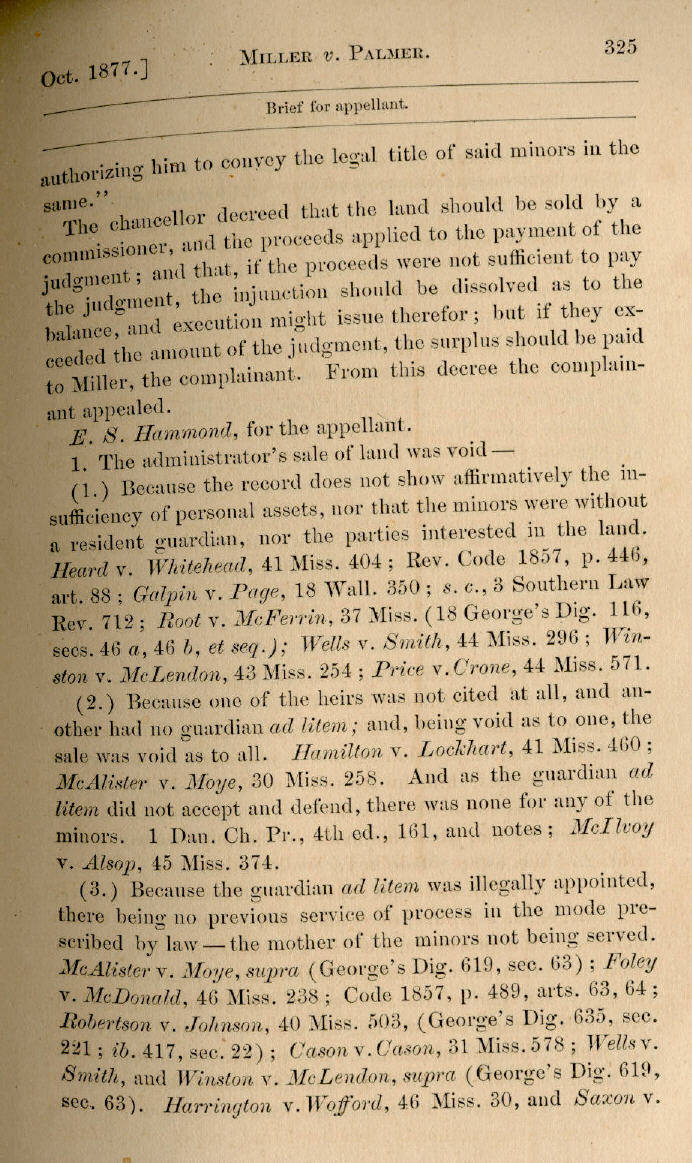 Oct. 1877.] MILLER v. PALMER. 325
Brief for appellant.
authorizing him to convey the legal title of said minors in the
same.”
The chancellor decreed that the land should be sold by a
commissioner, and the proceeds applied to the payment of the
judgment; and that, if the proceeds were not sufficient to pay
the judgment, the injunction should be dissolved as to the
balance, and execution might issue therefor; but if they ex-
ceeded the amount of the judgment, the surplus should be paid
to Miller, the complainant. From this decree the complain-
ant appealed.
E. S. Hammond, for the appellant.
1. The administrator’s sale of land was void —
(1.) Because the record does not show affirmatively the in-
sufficiency of personal assets, nor that the minors were without
a resident guardian, nor the parties interested in the land.
Heard v. Whitehead, 41 Miss. 404; Rev. Code 1857, p. 446,
art. 88; Galpin v. Page, 18 Wall. 350; s. c., 3 Southern Law
Rev. 712; Root v. McFerrin, 37 Miss. (18 George’s Dig. 116,
secs. 46 a, 46 b, et seq.); Wells v. Smith, 44 Miss. 296; Win-
ston v. McLendon, 43 Miss. 254; Price v. Crone, 44 Miss. 571.
(2.) Because one of the heirs was not cited at all, and an-
other had no guardian ad litem; and, being void as to one, the
sale was void as to all. Hamilton v. Lockhart, 41 Miss. 460;
McAlister v. Moye, 30 Miss. 258. And as the guardian ad
litem did not accept and defend, there was none for any of the
minors. 1 Dan. Ch. Pr., 4th ed., 161, and notes; McIlvoy
v. Alsop, 45 Miss. 374.
(3.) Because the guardian ad litem was illegally appointed,
there being no previous service of process in the mode pre-
scribed by law — the mother of the minors not being served.
McAlister v. Moye, supra (George’s Dig. 619, sec. 63); Foley
v. McDonald, 46 Miss. 238; Code 1857, p. 489, arts. 63, 64;
Robertson v. Johnson, 40 Miss. 503, (George’s Dig. 635, sec.
221; ib. 417, sec. 22); Cason v. Cason, 31 Miss. 578; Wells v.
Smith, and Winston v. McLendon, supra (George’s Dig. 619,
sec. 63). Harrington v. Wofford, 46 Miss. 30, and Saxon v.